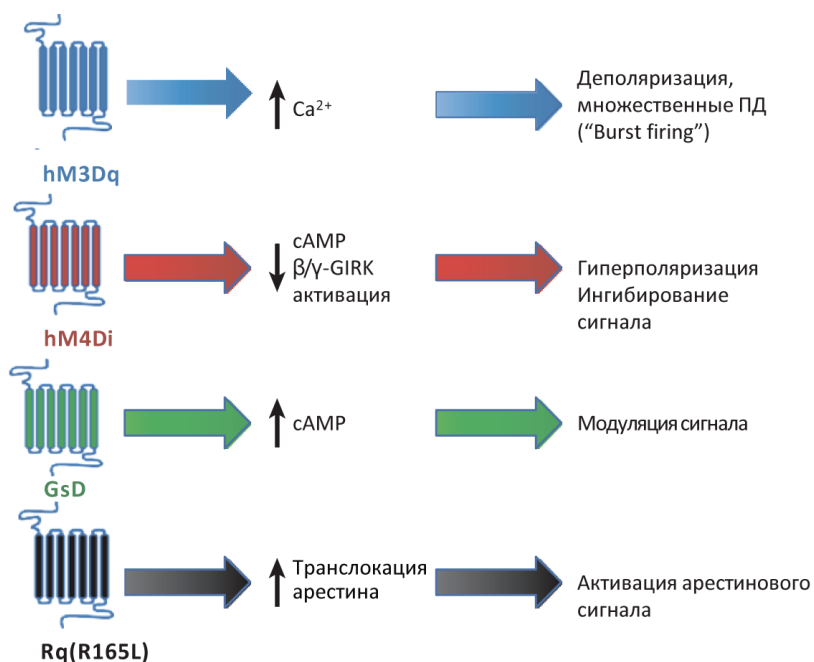 Ca²⁺
Деполяризация,
множественные ПД
(“Burst firing”)
hM3Dq
cAMP
β/γ-GIRK
активация
Гиперполяризация
Ингибирование
сигнала
hM4Di
cAMP
Модуляция сигнала
GsD
Транслокация
арестина
Активация арестинового
сигнала
Rq(R165L)